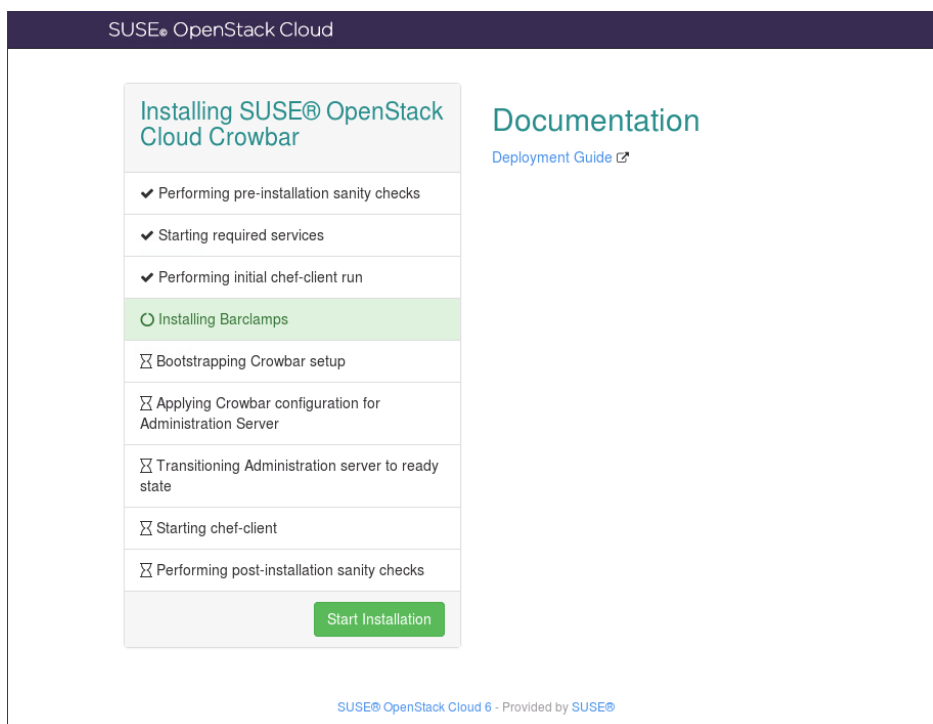 SUSE® OpenStack Cloud
Installing SUSE® OpenStack
Cloud Crowbar
Performing pre-installation sanity checks
Starting required services
Performing initial chef-client run
Installing Barclamps
Bootstrapping Crowbar setup
Applying Crowbar configuration for
Administration Server
Transitioning Administration server to ready
state
Starting chef-client
Performing post-installation sanity checks
Start Installation
Documentation
Deployment Guide
SUSE® OpenStack Cloud 6 - Provided by SUSE®